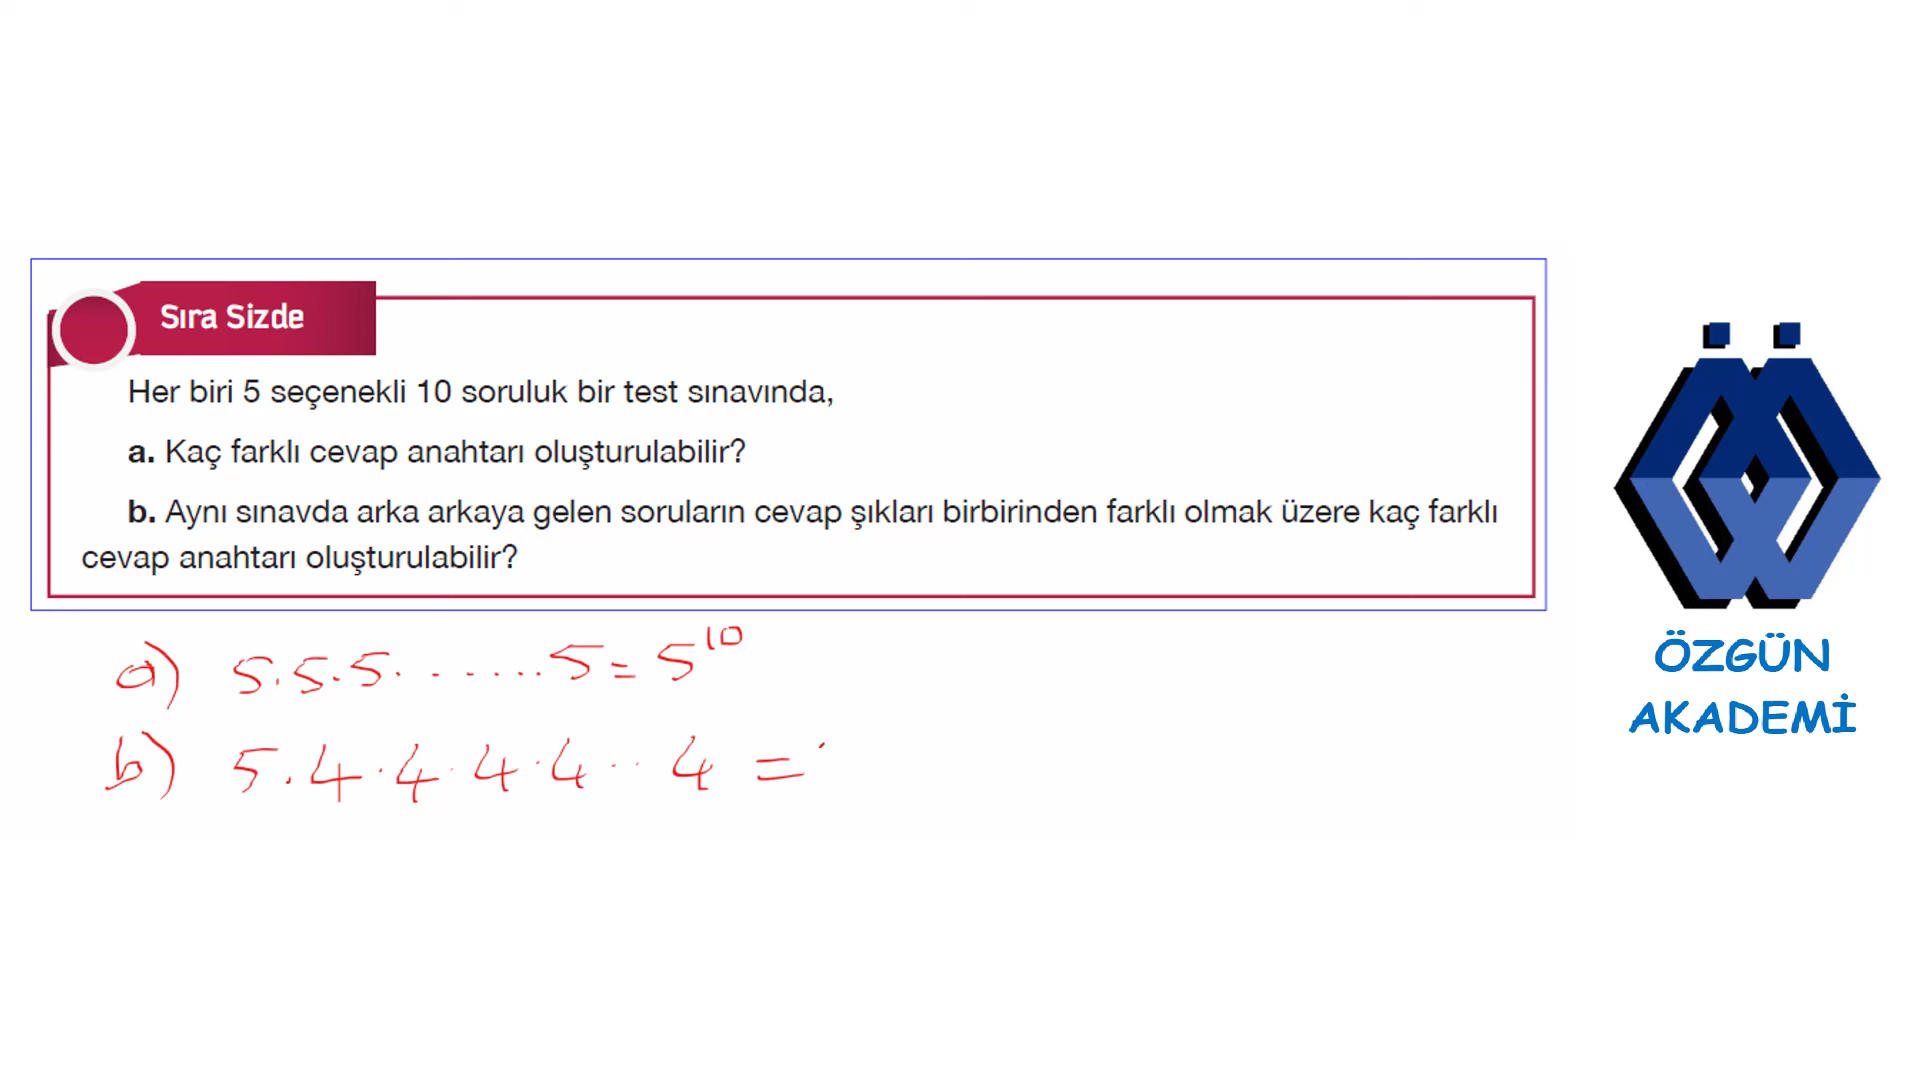 Sıra Sizde
Her biri 5 seçenekli 10 soruluk bir test sınavında,
a. Kaç farklı cevap anahtarı oluşturulabilir?
b. Aynı sınavda arka arkaya gelen soruların cevap şıkları birbirinden farklı olmak üzere kaç farklı
cevap anahtarı oluşturulabilir?
a) 5.5.5.......5 = 5¹⁰
b) 5.4.4.4.4...4 =
ÖZGÜN
AKADEMİ